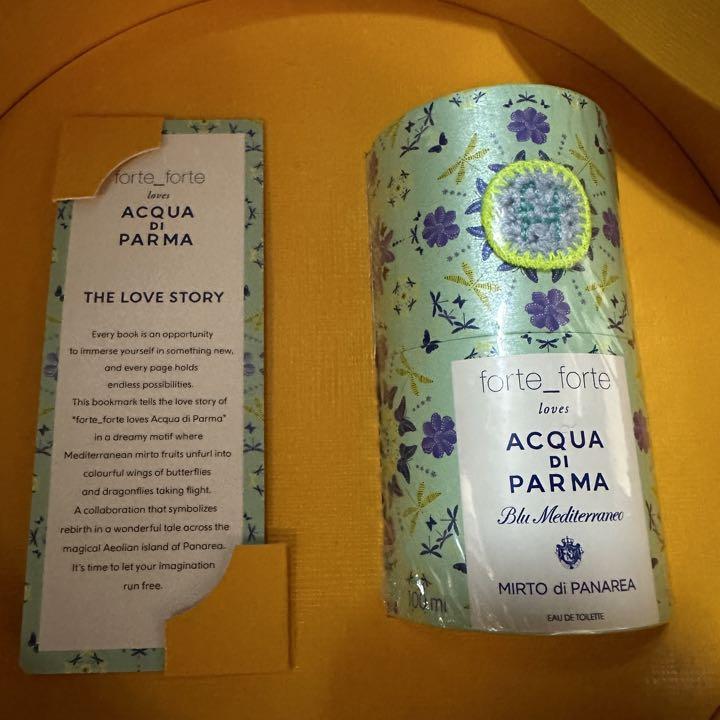 forte_forte
loves
ACQUA
DI
PARMA
THE LOVE STORY
Every book is an opportunity
to immerse yourself in something new,
and every page holds
endless possibilities.
This bookmark tells the love story of
"forte_forte loves Acqua di Parma"
in a dreamy motif where
Mediterranean mirto fruits unfurl into
colourful wings of butterflies
and dragonflies taking flight.
A collaboration that symbolizes
rebirth in a wonderful tale across the
magical Aeolian island of Panarea.
It's time to let your imagination
run free.
forte_forte
loves
ACQUA
DI
PARMA
Blu Mediterraneo
MIRTO di PANAREA
EAU DE TOILETTE
100 ml